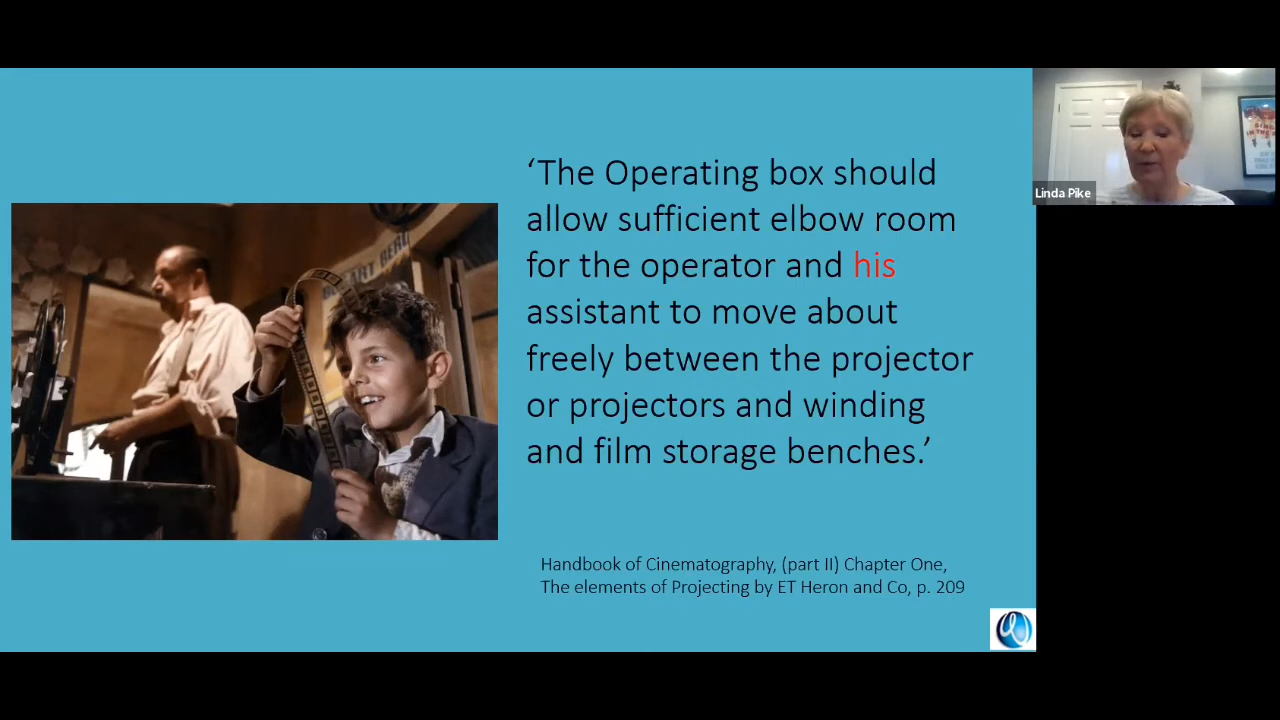 ‘The Operating box should
allow sufficient elbow room
for the operator and his
assistant to move about
freely between the projector
or projectors and winding
and film storage benches.’
Handbook of Cinematography, (part II) Chapter One,
The elements of Projecting by ET Heron and Co, p. 209
Linda Pike
IN THE